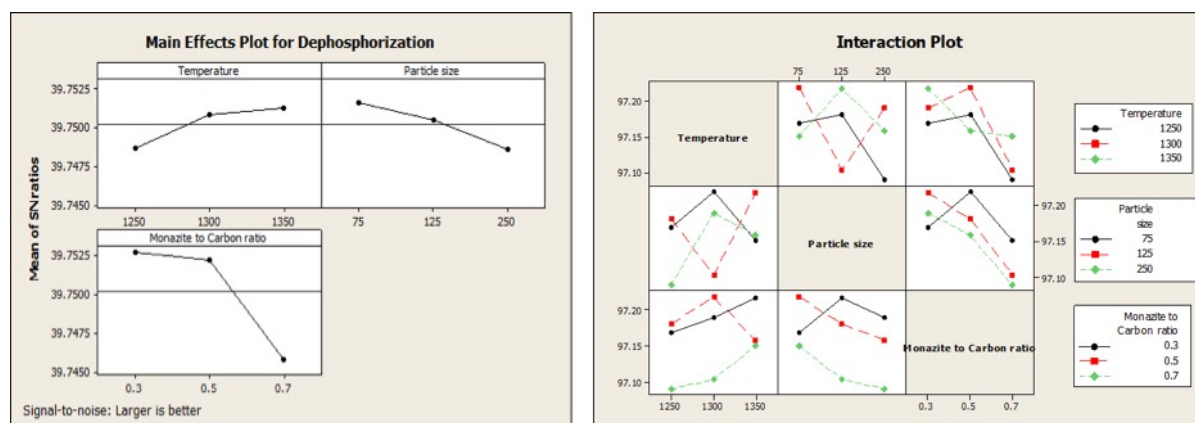 Main Effects Plot for Dephosphorization
Temperature
Particle size
39.7525
39.7500
39.7475
39.7450
1250
1300
1350
75
125
250
Monazite to Carbon ratio
39.7525
39.7500
39.7475
39.7450
0.3
0.5
0.7
Mean of SN ratios
Signal-to-noise: Larger is better
Interaction Plot
75
125
250
97.20
97.15
97.10
Temperature
Temperature
1250
1300
1350
Particle size
97.20
97.15
97.10
Particle
size
75
125
250
97.20
97.15
97.10
Monazite to Carbon ratio
Monazite to
Carbon ratio
0.3
0.5
0.7
1250
1300
1350
0.3
0.5
0.7